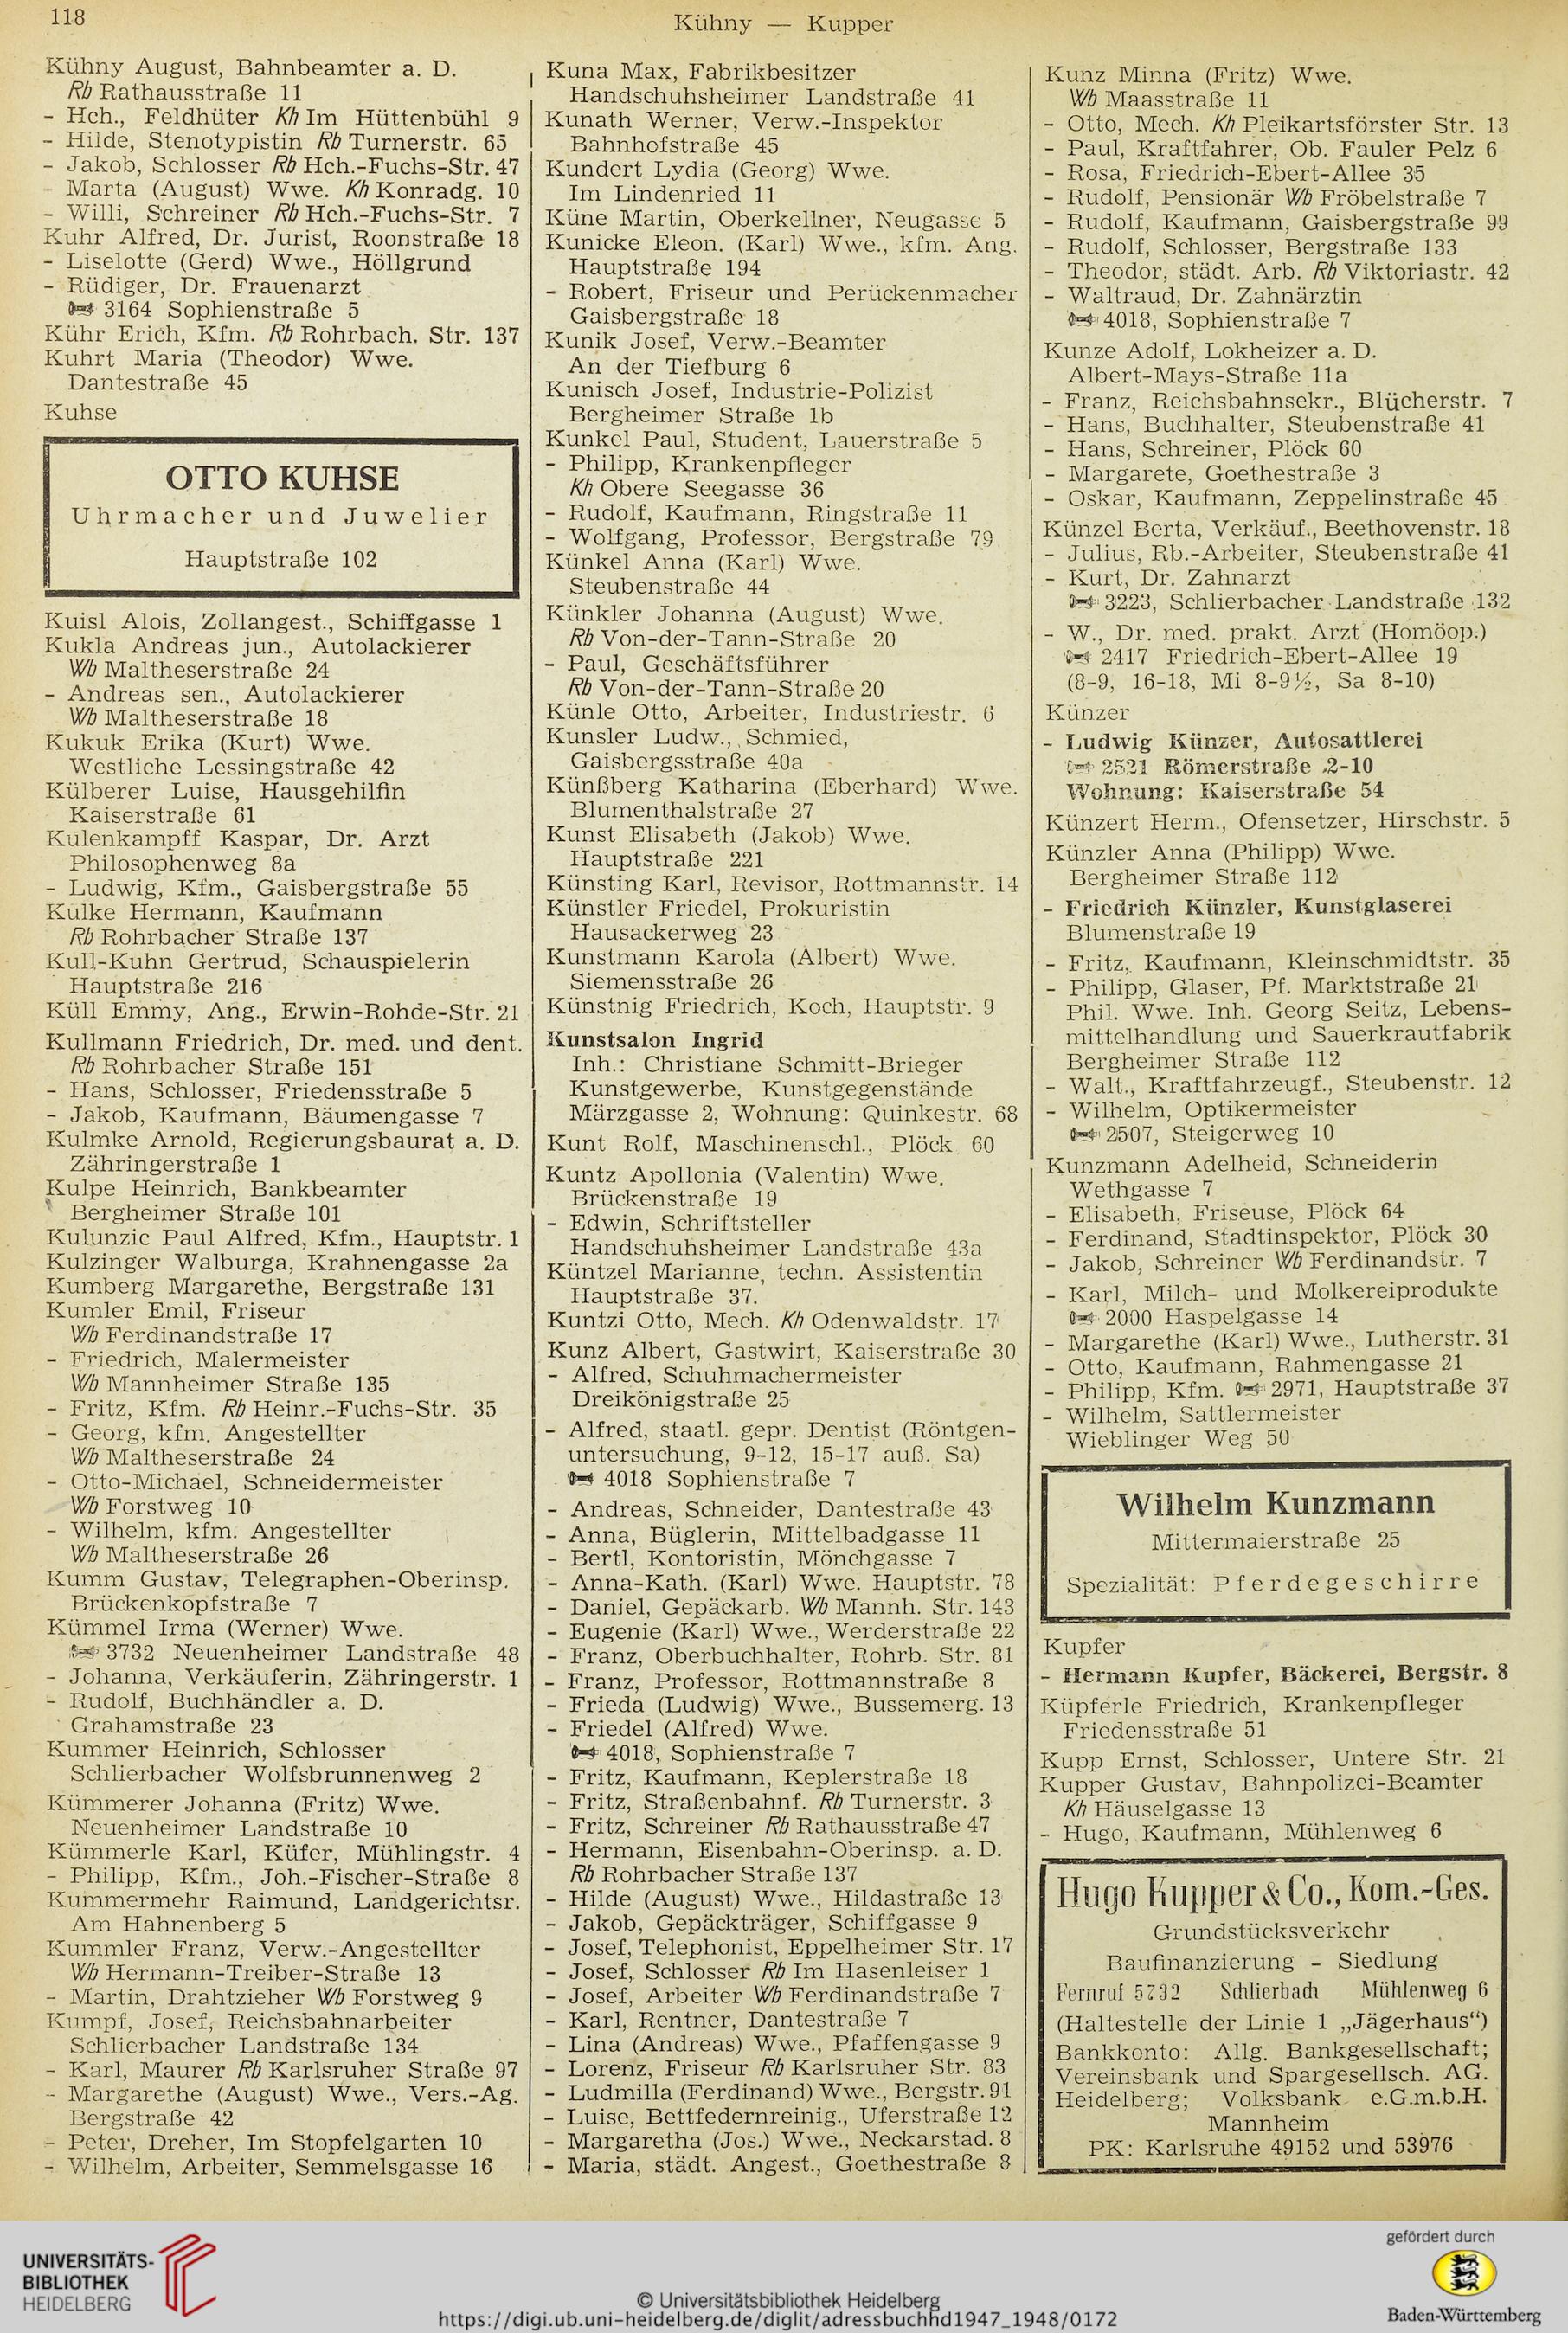 118
Kühny — Kupper
Kühny August, Bahnbeamter a. D.
Rb Rathausstraße 11
- Hch., Feldhüter Kh Im Hüttenbühl 9
- Hilde, Stenotypistin Rb Turnerstr. 65
- Jakob, Schlosser Rb Hch.-Fuchs-Str. 47
- Marta (August) Wwe. Kh Konradg. 10
- Willi, Schreiner Rb Hch.-Fuchs-Str. 7
Kuhr Alfred, Dr. Jurist, Roonstraße 18
- Liselotte (Gerd) Wwe., Höllgrund
- Rüdiger, Dr. Frauenarzt
3164 Sophienstraße 5
Kühr Erich, Kfm. Rb Rohrbach. Str. 137
Kuhrt Maria (Theodor) Wwe.
Dantestraße 45
Kuhse
OTTO KUHSE
Uhrmacher und Juwelier
Hauptstraße 102
Kuisl Alois, Zollangest., Schiffgasse 1
Kukla Andreas jun., Autolackierer
Wb Maltheserstraße 24
- Andreas sen., Autolackierer
Wb Maltheserstraße 18
Kukuk Erika (Kurt) Wwe.
Westliche Lessingstraße 42
Külberer Luise, Hausgehilfin
Kaiserstraße 61
Kulenkampff Kaspar, Dr. Arzt
Philosophenweg 8a
- Ludwig, Kfm., Gaisbergstraße 55
Kulke Hermann, Kaufmann
Rb Rohrbacher Straße 137
Kull-Kuhn Gertrud, Schauspielerin
Hauptstraße 216
Küll Emmy, Ang., Erwin-Rohde-Str. 21
Kullmann Friedrich, Dr. med. und dent.
Rb Rohrbacher Straße 151
- Hans, Schlosser, Friedensstraße 5
- Jakob, Kaufmann, Bäumengasse 7
Kulmke Arnold, Regierungsbaurat a. D.
Zähringerstraße 1
Kulpe Heinrich, Bankbeamter
Bergheimer Straße 101
Kulunzic Paul Alfred, Kfm., Hauptstr. 1
Kulzinger Walburga, Krahnengasse 2a
Kumberg Margarethe, Bergstraße 131
Kumler Emil, Friseur
Wb Ferdinandstraße 17
- Friedrich, Malermeister
Wb Mannheimer Straße 135
- Fritz, Kfm. Rb Heinr.-Fuchs-Str. 35
- Georg, kfm. Angestellter
Wb Maltheserstraße 24
- Otto-Michael, Schneidermeister
Wb Forstweg 10
- Wilhelm, kfm. Angestellter
Wb Maltheserstraße 26
Kumm Gustav, Telegraphen-Oberinsp.
Brückenkopfstraße 7
Kümmel Irma (Werner) Wwe.
3732 Neuenheimer Landstraße 48
- Johanna, Verkäuferin, Zähringerstr. 1
- Rudolf, Buchhändler a. D.
Grahamstraße 23
Kummer Heinrich, Schlosser
Schlierbacher Wolfsbrunnenweg 2
Kümmerer Johanna (Fritz) Wwe.
Neuenheimer Landstraße 10
Kümmerle Karl, Küfer, Mühlingstr. 4
- Philipp, Kfm., Joh.-Fischer-Straße 8
Kummermehr Raimund, Landgerichtsr.
Am Hahnenberg 5
Kummler Franz, Verw.-Angestellter
Wb Hermann-Treiber-Straße 13
- Martin, Drahtzieher Wb Forstweg 9
Kumpf, Josef, Reichsbahnarbeiter
Schlierbacher Landstraße 134
- Karl, Maurer Rb Karlsruher Straße 97
- Margarethe (August) Wwe., Vers.-Ag.
Bergstraße 42
- Peter, Dreher, Im Stopfelgarten 10
- Wilhelm, Arbeiter, Semmelsgasse 16
Kuna Max, Fabrikbesitzer
Handschuhsheimer Landstraße 41
Kunath Werner, Verw.-Inspektor
Bahnhofstraße 45
Kundert Lydia (Georg) Wwe.
Im Lindenried 11
Küne Martin, Oberkellner, Neugasse 5
Kunicke Eleon. (Karl) Wwe., kfm. Ang.
Hauptstraße 194
- Robert, Friseur und Perückenmacher
Gaisbergstraße 18
Kunik Josef, Verw.-Beamter
An der Tiefburg 6
Kunisch Josef, Industrie-Polizist
Bergheimer Straße 1b
Kunkel Paul, Student, Lauerstraße 5
- Philipp, Krankenpfleger
Kh Obere Seegasse 36
- Rudolf, Kaufmann, Ringstraße 11
- Wolfgang, Professor, Bergstraße 79
Künkel Anna (Karl) Wwe.
Steubenstraße 44
Künkler Johanna (August) Wwe.
Rb Von-der-Tann-Straße 20
- Paul, Geschäftsführer
Rb Von-der-Tann-Straße 20
Künle Otto, Arbeiter, Industriestr. 6
Kunsler Ludw., Schmied,
Gaisbergsstraße 40a
Künßberg Katharina (Eberhard) Wwe.
Blumenthalstraße 27
Kunst Elisabeth (Jakob) Wwe.
Hauptstraße 221
Künsting Karl, Revisor, Rottmannstr. 14
Künstler Friedel, Prokuristin
Hausackerweg 23
Kunstmann Karola (Albert) Wwe.
Siemensstraße 26
Künstnig Friedrich, Koch, Hauptstr. 9
Kunstsalon Ingrid
Inh.: Christiane Schmitt-Brieger
Kunstgewerbe, Kunstgegenstände
Märzgasse 2, Wohnung: Quinkestr. 68
Kunt Rolf, Maschinenschl., Plöck 60
Kuntz Apollonia (Valentin) Wwe.
Brückenstraße 19
- Edwin, Schriftsteller
Handschuhsheimer Landstraße 43a
Küntzel Marianne, techn. Assistentin
Hauptstraße 37.
Kuntzi Otto, Mech. Kh Odenwaldstr. 17
Kunz Albert, Gastwirt, Kaiserstraße 30
- Alfred, Schuhmachermeister
Dreikönigstraße 25
- Alfred, staatl. gepr. Dentist (Röntgen-
untersuchung, 9-12, 15-17 auß. Sa)
4018 Sophienstraße 7
- Andreas, Schneider, Dantestraße 43
- Anna, Büglerin, Mittelbadgasse 11
- Bertl, Kontoristin, Mönchgasse 7
- Anna-Kath. (Karl) Wwe. Hauptstr. 78
- Daniel, Gepäckarb. Wb Mannh. Str. 143
- Eugenie (Karl) Wwe., Werderstraße 22
- Franz, Oberbuchhalter, Rohrb. Str. 81
- Franz, Professor, Rottmannstraße 8
- Frieda (Ludwig) Wwe., Bussemerg. 13
- Friedel (Alfred) Wwe.
4018, Sophienstraße 7
- Fritz, Kaufmann, Keplerstraße 18
- Fritz, Straßenbahnf. Rb Turnerstr. 3
- Fritz, Schreiner Rb Rathausstraße 47
- Hermann, Eisenbahn-Oberinsp. a. D.
Rb Rohrbacher Straße 137
- Hilde (August) Wwe., Hildastraße 13
- Jakob, Gepäckträger, Schiffgasse 9
- Josef, Telephonist, Eppelheimer Str. 17
- Josef, Schlosser Rb Im Hasenleiser 1
- Josef, Arbeiter Wb Ferdinandstraße 7
- Karl, Rentner, Dantestraße 7
- Lina (Andreas) Wwe., Pfaffengasse 9
- Lorenz, Friseur Rb Karlsruher Str. 83
- Ludmilla (Ferdinand) Wwe., Bergstr. 91
- Luise, Bettfedernreinig., Uferstraße 12
- Margaretha (Jos.) Wwe., Neckarstad. 8
- Maria, städt. Angest., Goethestraße 8
Kunz Minna (Fritz) Wwe.
Wb Maasstraße 11
- Otto, Mech. Kh Pleikartsförster Str. 13
- Paul, Kraftfahrer, Ob. Fauler Pelz 6
- Rosa, Friedrich-Ebert-Allee 35
- Rudolf, Pensionär Wb Fröbelstraße 7
- Rudolf, Kaufmann, Gaisbergstraße 99
- Rudolf, Schlosser, Bergstraße 133
- Theodor, städt. Arb. Rb Viktoriastr. 42
- Waltraud, Dr. Zahnärztin
4018, Sophienstraße 7
Kunze Adolf, Lokheizer a. D.
Albert-Mays-Straße 11a
- Franz, Reichsbahnsekr., Blücherstr. 7
- Hans, Buchhalter, Steubenstraße 41
- Hans, Schreiner, Plöck 60
- Margarete, Goethestraße 3
- Oskar, Kaufmann, Zeppelinstraße 45
Künzel Berta, Verkäuf., Beethovenstr. 18
- Julius, Rb.-Arbeiter, Steubenstraße 41
- Kurt, Dr. Zahnarzt
3223, Schlierbacher Landstraße 132
- W., Dr. med. prakt. Arzt (Homöop.)
2417 Friedrich-Ebert-Allee 19
(8-9, 16-18, Mi 8-9½, Sa 8-10)
Künzer
- Ludwig Künzer, Autosattlerei
2521 Römerstraße 2-10
Wohnung: Kaiserstraße 54
Künzert Herm., Ofensetzer, Hirschstr. 5
Künzler Anna (Philipp) Wwe.
Bergheimer Straße 112
- Friedrich Künzler, Kunstglaserei
Blumenstraße 19
- Fritz, Kaufmann, Kleinschmidtstr. 35
- Philipp, Glaser, Pf. Marktstraße 21
Phil. Wwe. Inh. Georg Seitz, Lebens-
mittelhandlung und Sauerkrautfabrik
Bergheimer Straße 112
- Walt., Kraftfahrzeugf., Steubenstr. 12
- Wilhelm, Optikermeister
2507, Steigerweg 10
Kunzmann Adelheid, Schneiderin
Wethgasse 7
- Elisabeth, Friseuse, Plöck 64
- Ferdinand, Stadtinspektor, Plöck 30
- Jakob, Schreiner Wb Ferdinandstr. 7
- Karl, Milch- und Molkereiprodukte
2000 Haspelgasse 14
- Margarethe (Karl) Wwe., Lutherstr. 31
- Otto, Kaufmann, Rahmengasse 21
- Philipp, Kfm. 2971, Hauptstraße 37
- Wilhelm, Sattlermeister
Wieblinger Weg 50
Wilhelm Kunzmann
Mittermaierstraße 25
Spezialität: Pferdegeschirre
Kupfer
- Hermann Kupfer, Bäckerei, Bergstr. 8
Küpferle Friedrich, Krankenpfleger
Friedensstraße 51
Kupp Ernst, Schlosser, Untere Str. 21
Kupper Gustav, Bahnpolizei-Beamter
Kh Häuselgasse 13
- Hugo, Kaufmann, Mühlenweg 6
Hugo Kupper & Co., Kom.-Ges.
Grundstücksverkehr
Baufinanzierung - Siedlung
Fernruf 5732 Schlierbach Mühlenweg 6
(Haltestelle der Linie 1 „Jägerhaus“)
Bankkonto: Allg. Bankgesellschaft;
Vereinsbank und Spargesellsch. AG.
Heidelberg; Volksbank e.G.m.b.H.
Mannheim
PK: Karlsruhe 49152 und 53976
UNIVERSITÄTS-
BIBLIOTHEK
HEIDELBERG
© Universitätsbibliothek Heidelberg
https://digi.ub.uni-heidelberg.de/diglit/adressbuchhd1947_1948/0172
gefördert durch
Baden-Württemberg